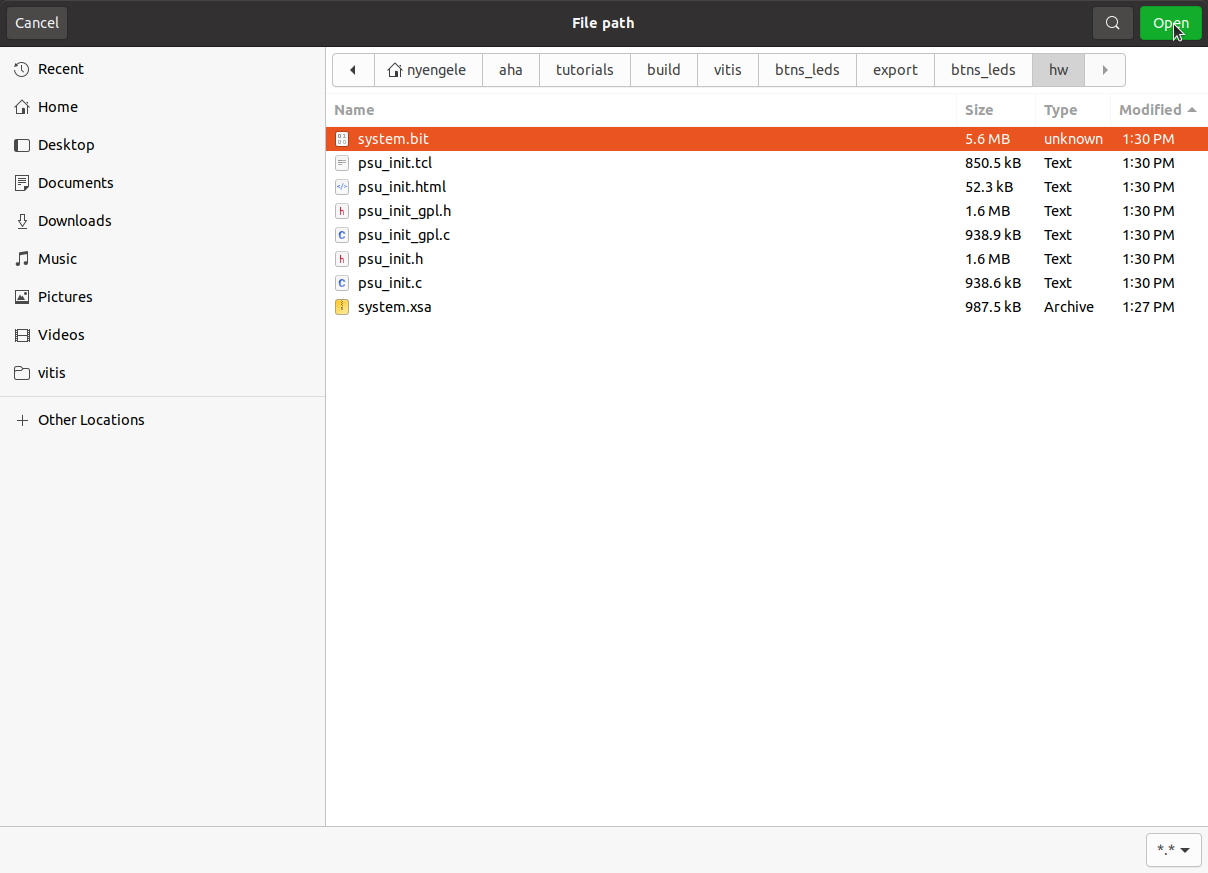 Cancel File path Open
Recent
Home
Desktop
Documents
Downloads
Music
Pictures
Videos
vitis
Other Locations
nyengele aha tutorials build vitis btns_leds export btns_leds hw
Name Size Type Modified
system.bit 5.6 MB unknown 1:30 PM
psu_init.tcl 850.5 kB Text 1:30 PM
psu_init.html 52.3 kB Text 1:30 PM
psu_init_gpl.h 1.6 MB Text 1:30 PM
psu_init_gpl.c 938.9 kB Text 1:30 PM
psu_init.h 1.6 MB Text 1:30 PM
psu_init.c 938.6 kB Text 1:30 PM
system.xsa 987.5 kB Archive 1:27 PM
*.*